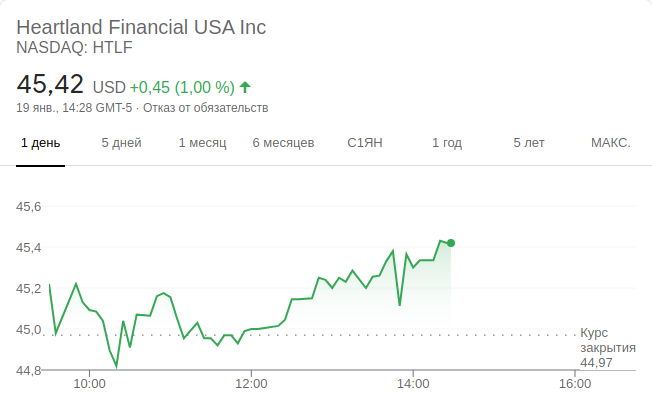 Heartland Financial USA Inc
NASDAQ: HTLF
45,42 USD +0,45 (1,00 %)
19 янв., 14:28 GMT-5 · Отказ от обязательств
1 день 5 дней 1 месяц 6 месяцев С1ЯН 1 год 5 лет МАКС.
45,6
45,4
45,2
45,0
44,8
Курс
закрытия
44,97
10:00 12:00 14:00 16:00